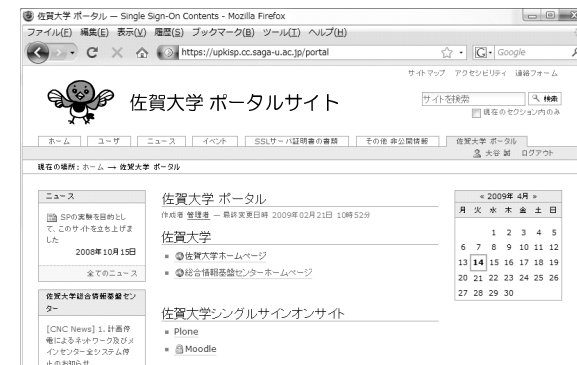 佐賀大学 ポータル — Single Sign-On Contents - Mozilla Firefox
ファイル(F) 編集(E) 表示(V) 履歴(S) ブックマーク(B) ツール(T) ヘルプ(H)
https://upkisp.cc.saga-u.ac.jp/portal
Google
サイトマップ アクセシビリティ 連絡フォーム
佐賀大学 ポータルサイト
サイトを検索 検索
現在のセクション内のみ
ホーム ユーザ ニュース イベント SSLサーバ証明書の書類 その他 非公開情報 佐賀大学 ポータル
大谷 誠 ログアウト
現在の場所: ホーム → 佐賀大学 ポータル
ニュース
SPの実験を目的とし
て、このサイトを立ち上げま
した
2008年10月15日
全てのニュース
佐賀大学総合情報基盤セン
ター
[CNC News] 1. 計画停
電によるネットワーク及びメ
インセンター全システム停
止のお知らせ
佐賀大学 ポータル
作成者 管理者 — 最終変更日時 2009年02月21日 10時52分
佐賀大学
佐賀大学ホームページ
総合情報基盤センターホームページ
佐賀大学シングルサインオンサイト
Plone
Moodle
« 2009年 4月 »
月 火 水 木 金 土 日
1 2 3 4 5
6 7 8 9 10 11 12
13 14 15 16 17 18 19
20 21 22 23 24 25 26
27 28 29 30